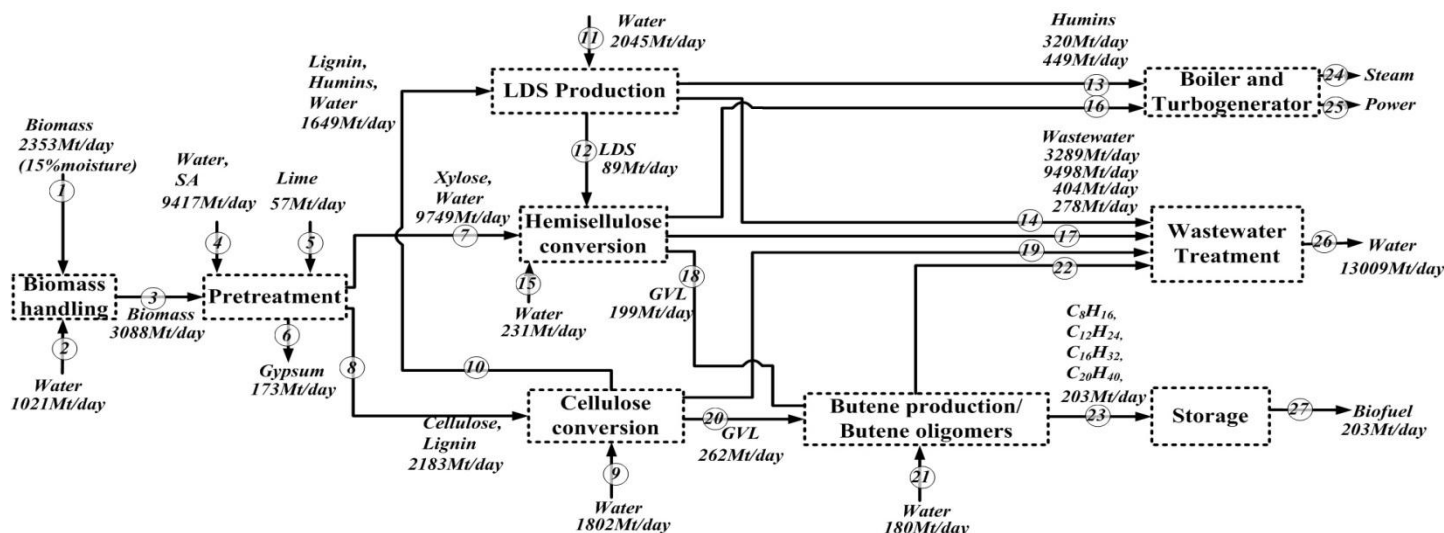 Water
2045Mt/day
11
Humins
320Mt/day
449Mt/day
Lignin,
Humins,
Water
1649Mt/day
LDS Production
13
16
Boiler and
Turbogenerator
24
Steam
25
Power
Biomass
2353Mt/day
(15%moisture)
1
Water,
SA
9417Mt/day
4
Lime
57Mt/day
5
12
LDS
89Mt/day
Xylose,
Water
9749Mt/day
7
Hemisellulose
conversion
Wastewater
3289Mt/day
9498Mt/day
404Mt/day
278Mt/day
14
17
19
22
Wastewater
Treatment
26
Water
13009Mt/day
Biomass
handling
3
Biomass
3088Mt/day
Pretreatment
15
Water
231Mt/day
18
GVL
199Mt/day
2
Water
1021Mt/day
6
Gypsum
173Mt/day
8
10
Cellulose,
Lignin
2183Mt/day
Cellulose
conversion
20
GVL
262Mt/day
9
Water
1802Mt/day
Butene production/
Butene oligomers
21
Water
180Mt/day
C8H16,
C12H24,
C16H32,
C20H40,
203Mt/day
23
Storage
27
Biofuel
203Mt/day